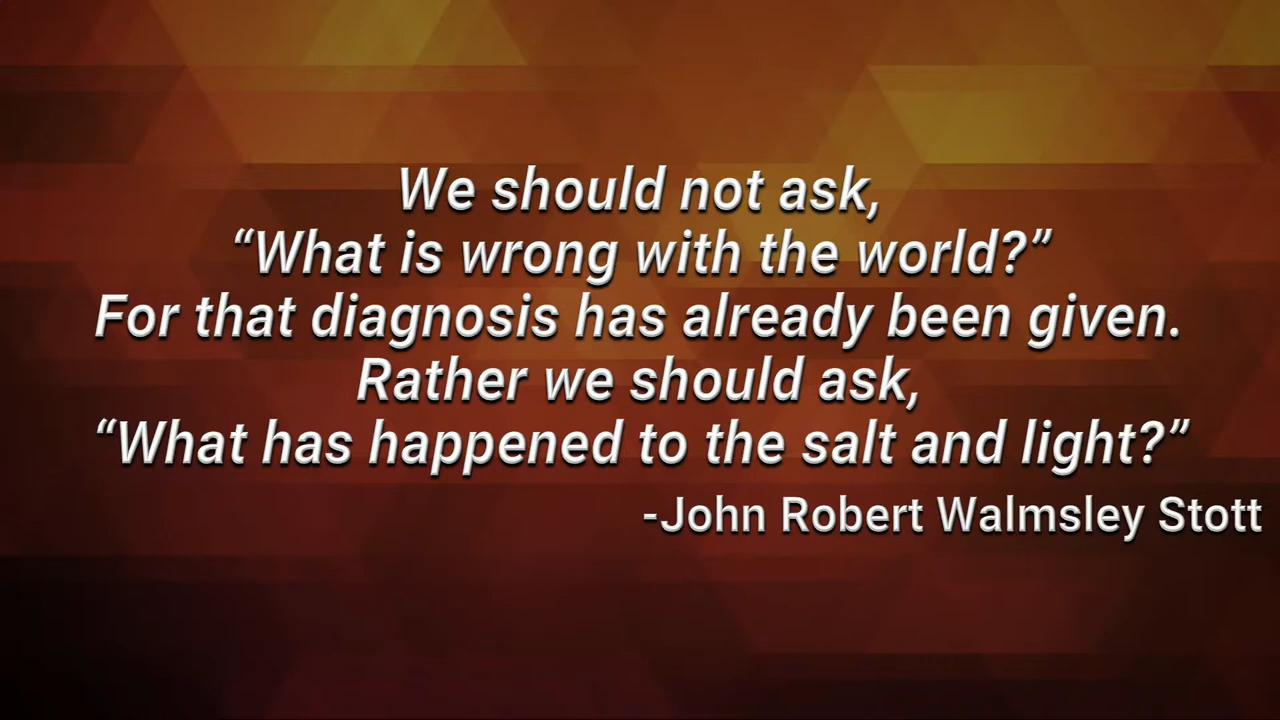 We should not ask,
“What is wrong with the world?”
For that diagnosis has already been given.
Rather we should ask,
“What has happened to the salt and light?”
-John Robert Walmsley Stott